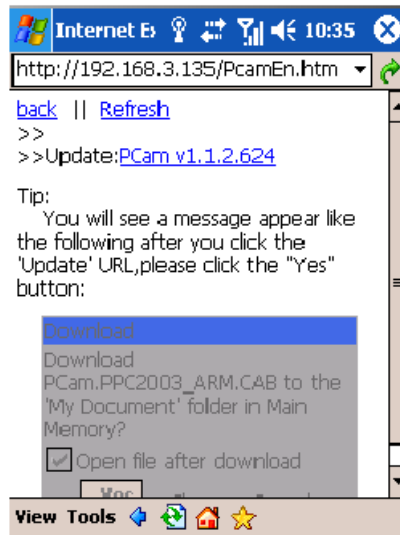 Internet E 10:35
http://192.168.3.135/PcamEn.htm
back || Refresh
>>
>>Update:PCam v1.1.2.624
Tip:
You will see a message appear like
the following after you click the
'Update' URL,please click the "Yes"
button:
Download
Download
PCam.PPC2003_ARM.CAB to the
'My Document' folder in Main
Memory?
Open file after download
Yes
View Tools